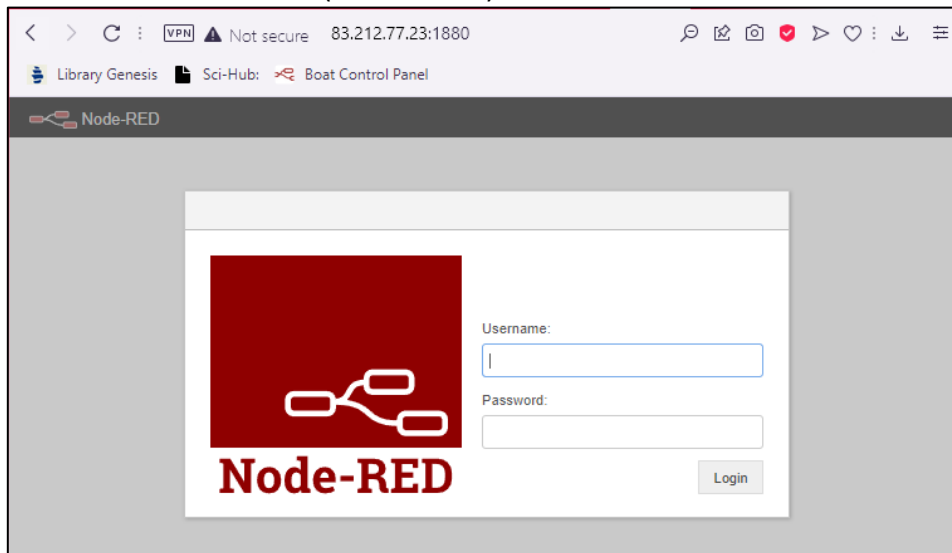 VPN Not secure 83.212.77.23:1880
Library Genesis Sci-Hub: Boat Control Panel
Node-RED
Username:
Password:
Node-RED
Login